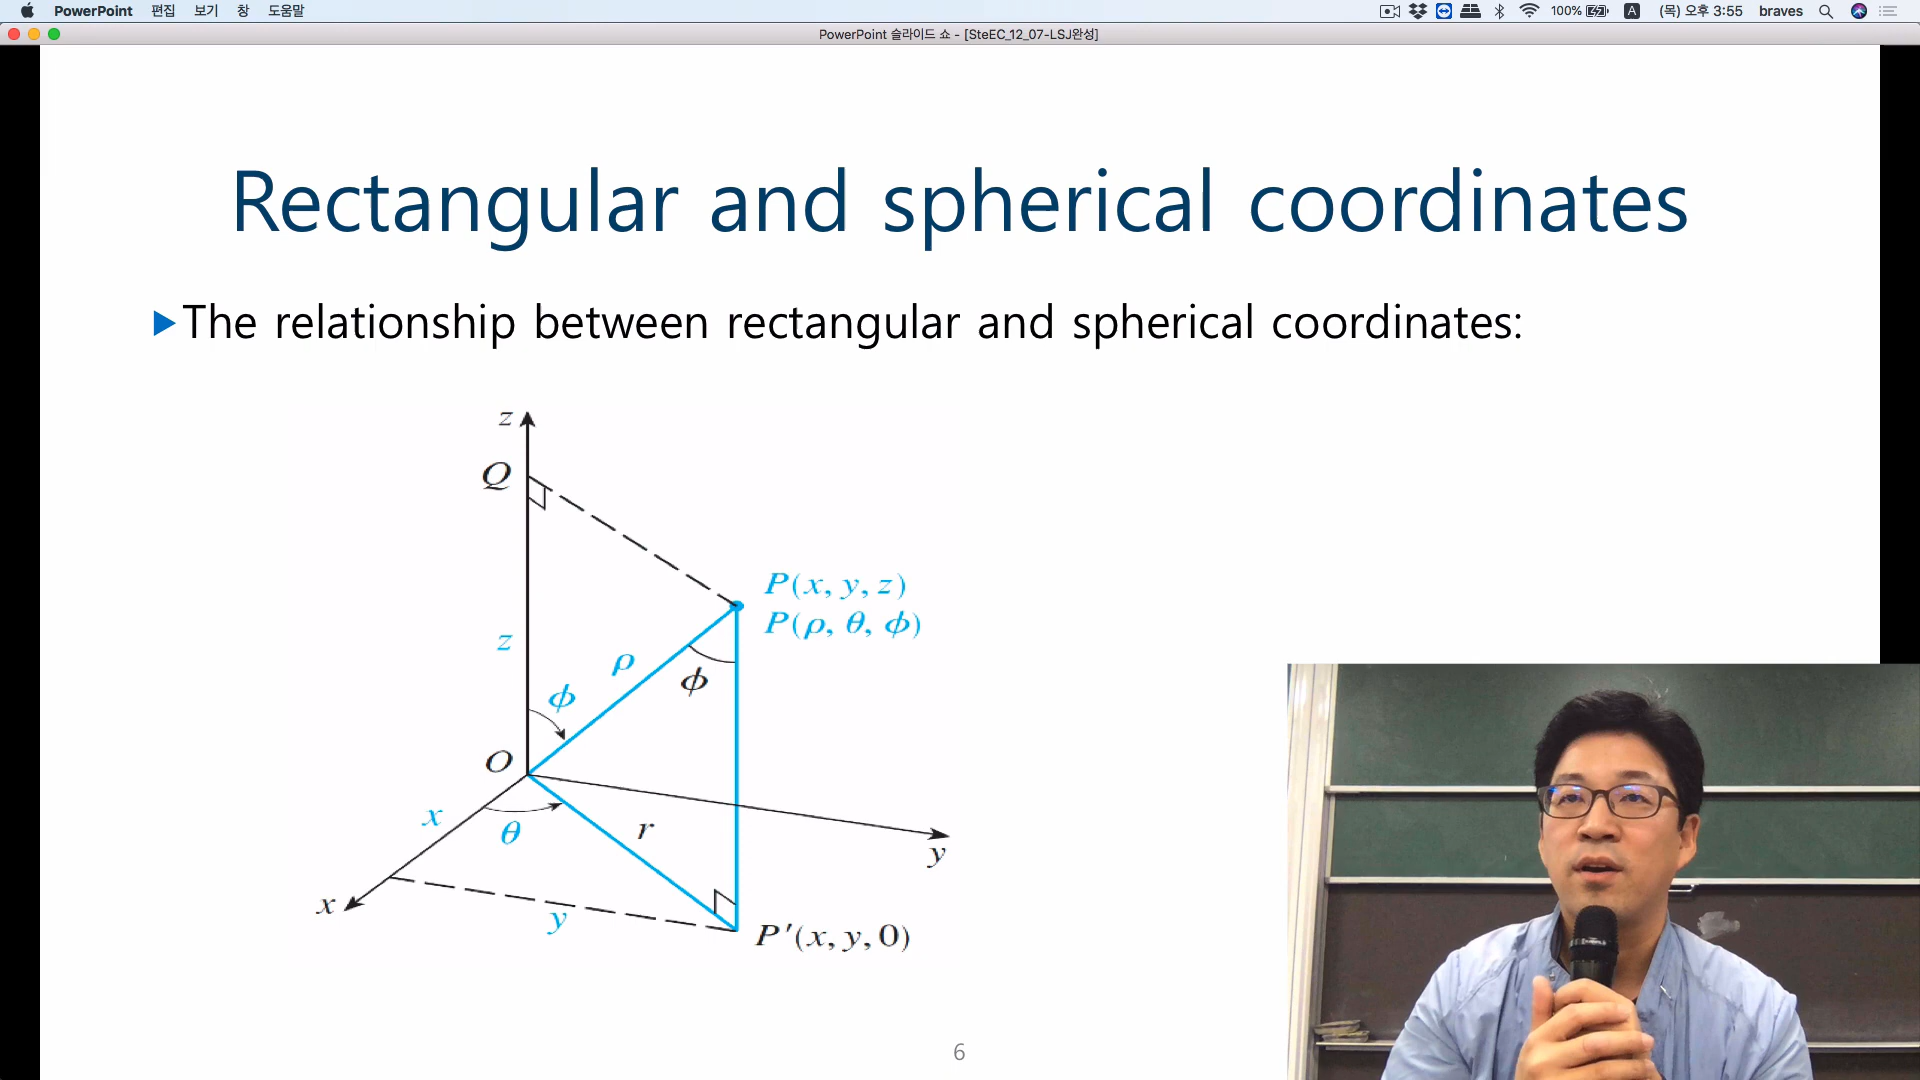 PowerPoint 편집 보기 창 도움말 100% A (목) 오후 3:55 braves
PowerPoint 슬라이드 쇼 - [SteEC_12_07-LSJ완성]
Rectangular and spherical coordinates
The relationship between rectangular and spherical coordinates:
z
Q
P(x, y, z)
P(ρ, θ, ϕ)
z
ρ
ϕ
ϕ
O
x
θ
r
y
x
y
P′(x, y, 0)
6